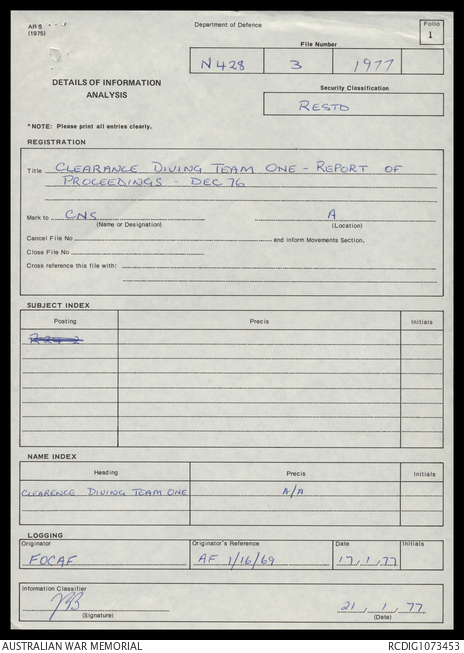 AR 8
(1975)
Department of Defence
Folio
1
File Number
N428 3 1977
DETAILS OF INFORMATION
ANALYSIS
Security Classification
RESTD
*NOTE: Please print all entries clearly.
REGISTRATION
Title CLEARANCE DIVING TEAM ONE - REPORT OF
PROCEEDINGS - DEC 76
Mark to CNS A
(Name or Designation) (Location)
Cancel File No and inform Movements Section.
Close File No
Cross reference this file with:
SUBJECT INDEX
Posting Precis Initials
NAME INDEX
Heading Precis Initials
CLEARENCE DIVING TEAM ONE A/A
LOGGING
Originator Originator's Reference Date Initials
FOCAF AF 1/16/69 17/1/77
Information Classifier
(Signature)
21/1/77
(Date)
AUSTRALIAN WAR MEMORIAL RCDIG1073453